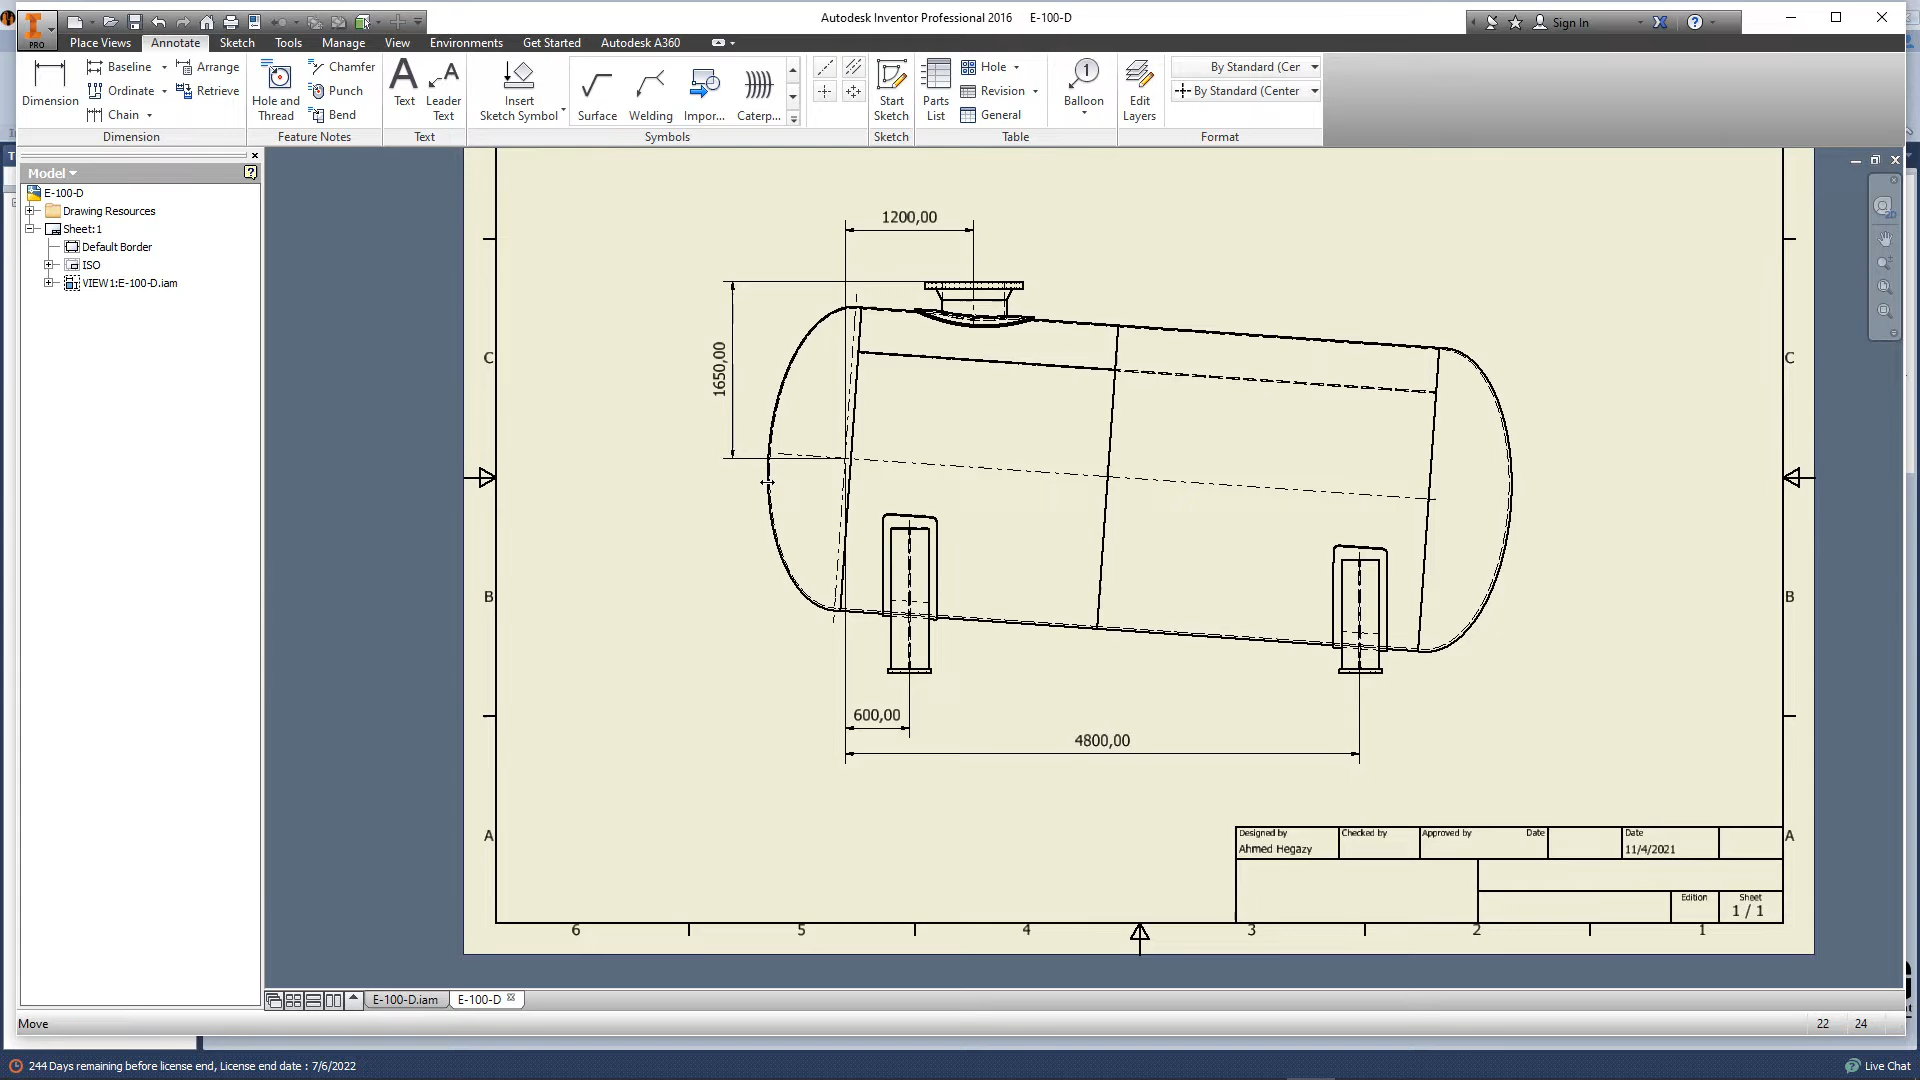 Autodesk Inventor Professional 2016 E-100-D
Sign In
PRO
Place Views Annotate Sketch Tools Manage View Environments Get Started Autodesk A360
Dimension
Baseline
Ordinate
Chain
Arrange
Retrieve
Dimension
Hole and
Thread
Chamfer
Punch
Bend
Feature Notes
Text
Leader
Text
Text
Insert
Sketch Symbol
Surface
Welding
Impor...
Caterp...
Symbols
Start
Sketch
Sketch
Parts
List
Hole
Revision
General
Table
Balloon
Edit
Layers
By Standard (Cer
By Standard (Center
Format
Model
E-100-D
Drawing Resources
Sheet:1
Default Border
ISO
VIEW1:E-100-D.iam
1200,00
1650,00
600,00
4800,00
C
C
B
B
A
A
6 5 4 3 2 1
Designed by
Ahmed Hegazy
Checked by
Approved by
Date
Date
11/4/2021
Edition
Sheet
1 / 1
2D
E-100-D.iam
E-100-D
Move
22 24
244 Days remaining before license end, License end date : 7/6/2022
Live Chat